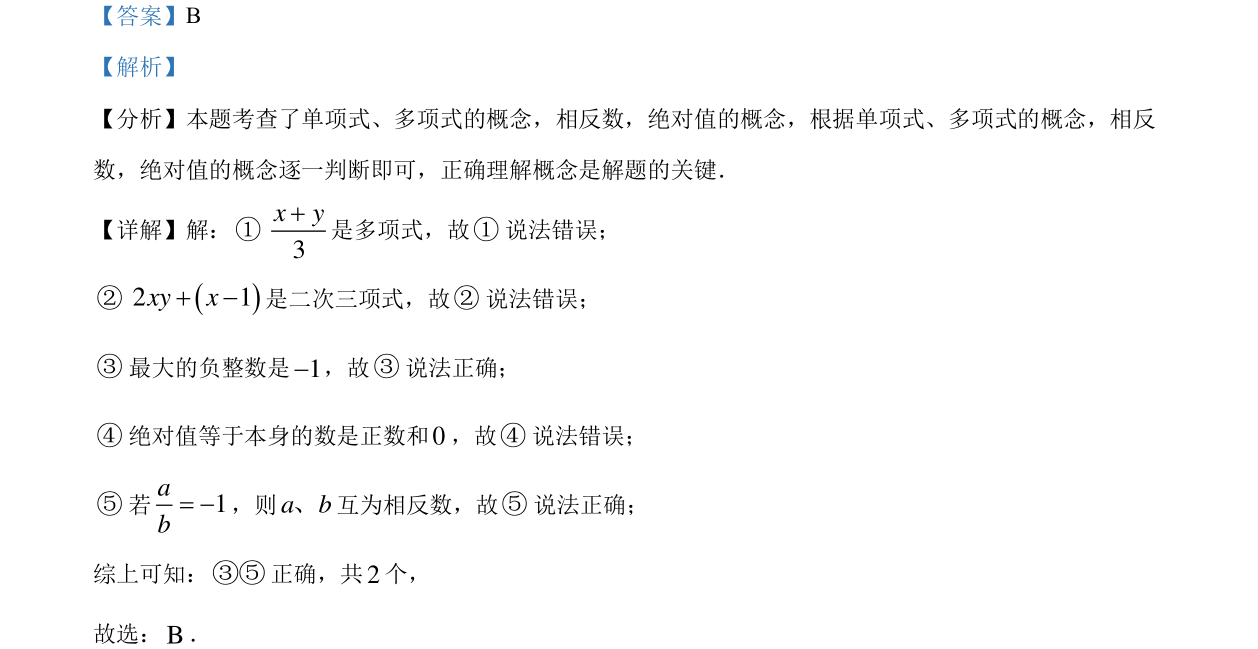 【答案】B
【解析】
【分析】本题考查了单项式、多项式的概念，相反数，绝对值的概念，根据单项式、多项式的概念，相反
数，绝对值的概念逐一判断即可，正确理解概念是解题的关键．
【详解】解：① \frac{x+y}{3} 是多项式，故① 说法错误；
② 2xy+(x−1)是二次三项式，故② 说法错误；
③ 最大的负整数是−1，故③ 说法正确；
④ 绝对值等于本身的数是正数和0，故④ 说法错误；
⑤ 若 \frac{a}{b}=−1，则a、b互为相反数，故⑤ 说法正确；
综上可知：③⑤ 正确，共2个，
故选：B．